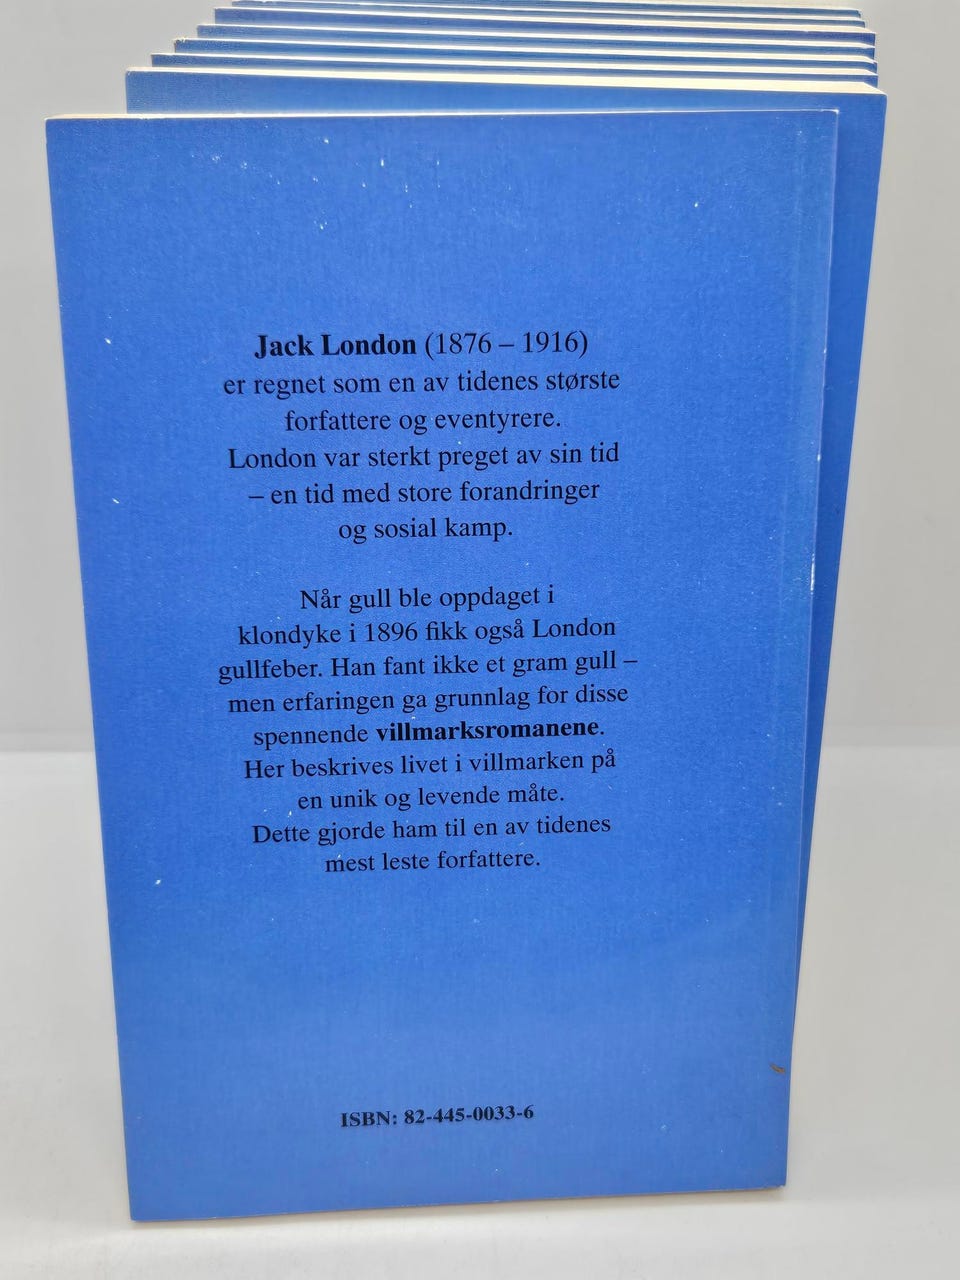 Jack London (1876 – 1916)
er regnet som en av tidenes største
forfattere og eventyrere.
London var sterkt preget av sin tid
– en tid med store forandringer
og sosial kamp.
Når gull ble oppdaget i
klondyke i 1896 fikk også London
gullfeber. Han fant ikke et gram gull –
men erfaringen ga grunnlag for disse
spennende villmarksromanene.
Her beskrives livet i villmarken på
en unik og levende måte.
Dette gjorde ham til en av tidenes
mest leste forfattere.
ISBN: 82-445-0033-6